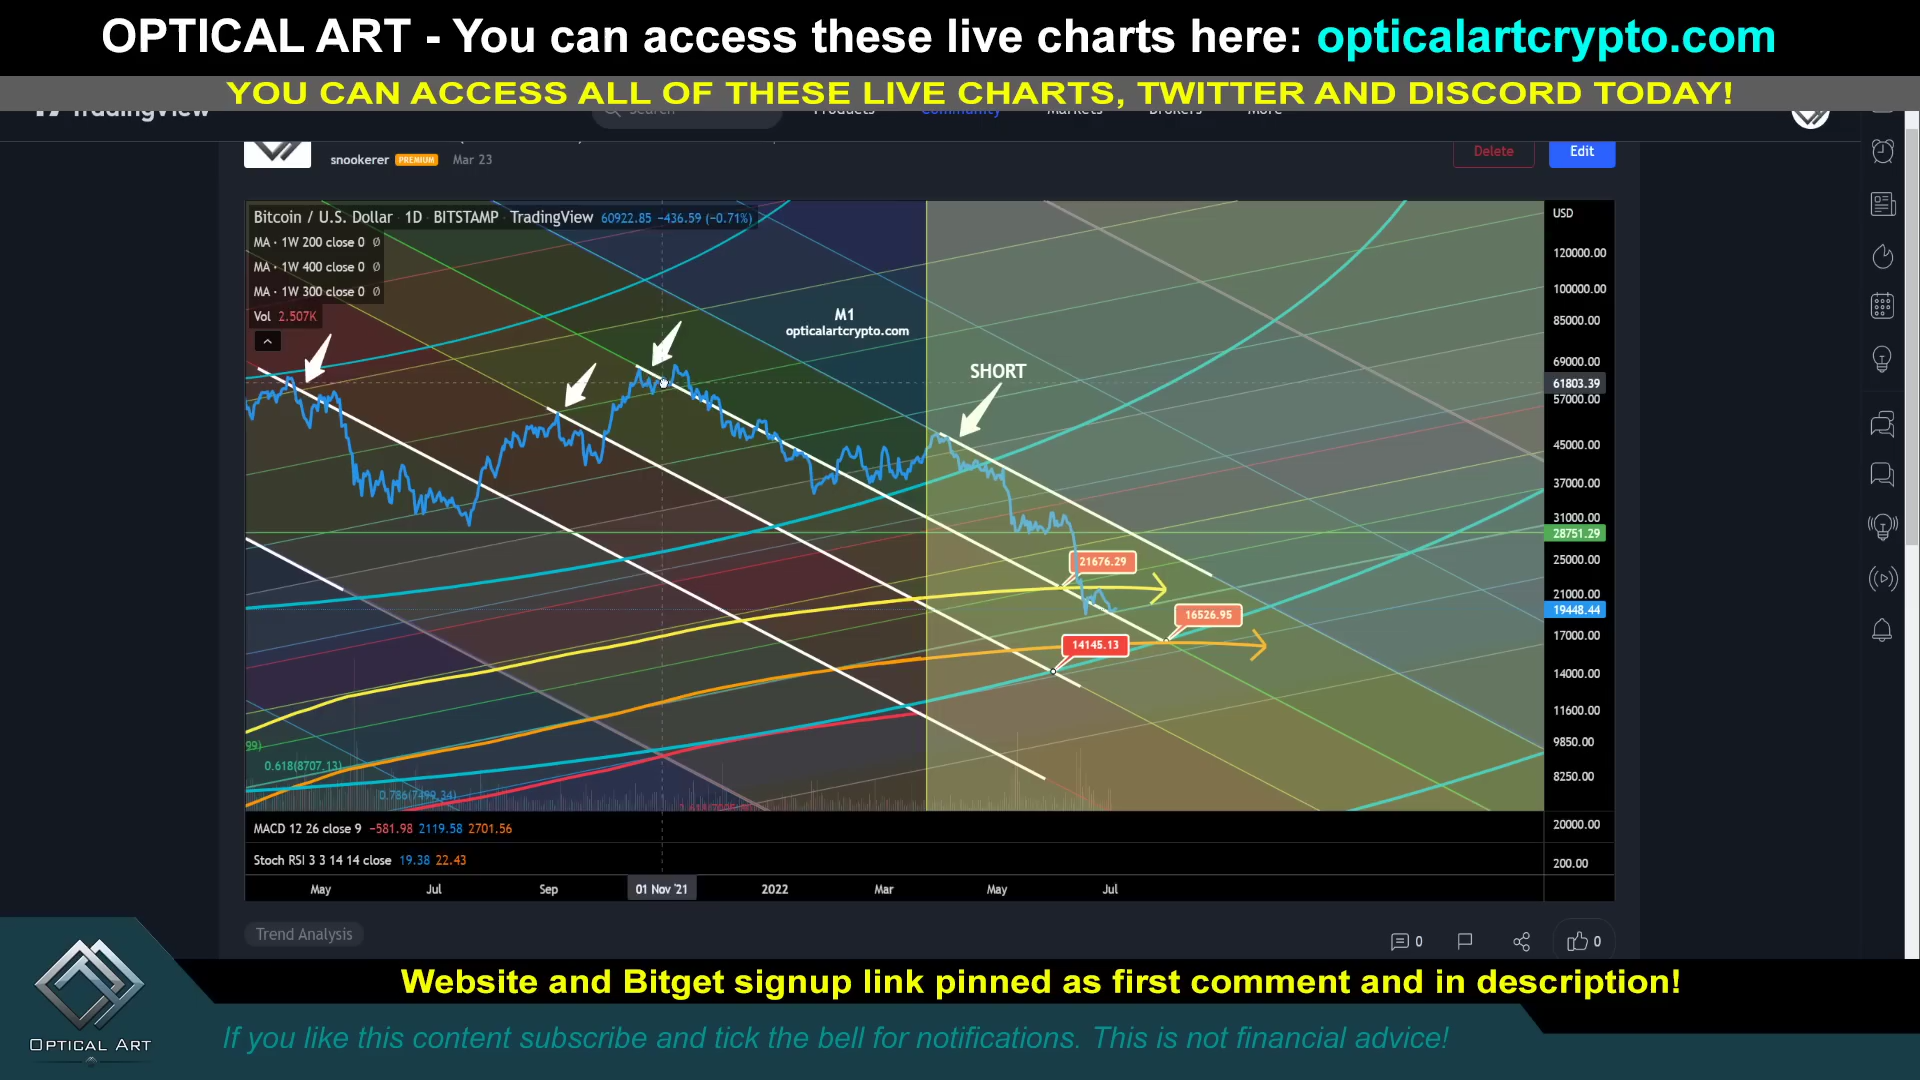 OPTICAL ART - You can access these live charts here: opticalartcrypto.com
YOU CAN ACCESS ALL OF THESE LIVE CHARTS, TWITTER AND DISCORD TODAY!
TradingView Search Products Community Markets Brokers More
snookerer PREMIUM Mar 23
Delete Edit
Bitcoin / U.S. Dollar 1D BITSTAMP TradingView 60922.85 −436.59 (−0.71%)
USD
MA · 1W 200 close 0 Ø
MA · 1W 400 close 0 Ø
MA · 1W 300 close 0 Ø
Vol 2.507K
M1
opticalartcrypto.com
SHORT
120000.00
100000.00
85000.00
69000.00
61803.39
57000.00
45000.00
37000.00
31000.00
28751.29
25000.00
21000.00
19448.44
17000.00
14000.00
11600.00
9850.00
8250.00
21676.29
16526.95
14145.13
99)
0.618(8707.13)
0.786(7499.34)
MACD 12 26 close 9 −581.98 2119.58 2701.56
20000.00
Stoch RSI 3 3 14 14 close 19.38 22.43
200.00
May Jul Sep 01 Nov '21 2022 Mar May Jul
Trend Analysis
0 0
Website and Bitget signup link pinned as first comment and in description!
OPTICAL ART
If you like this content subscribe and tick the bell for notifications. This is not financial advice!